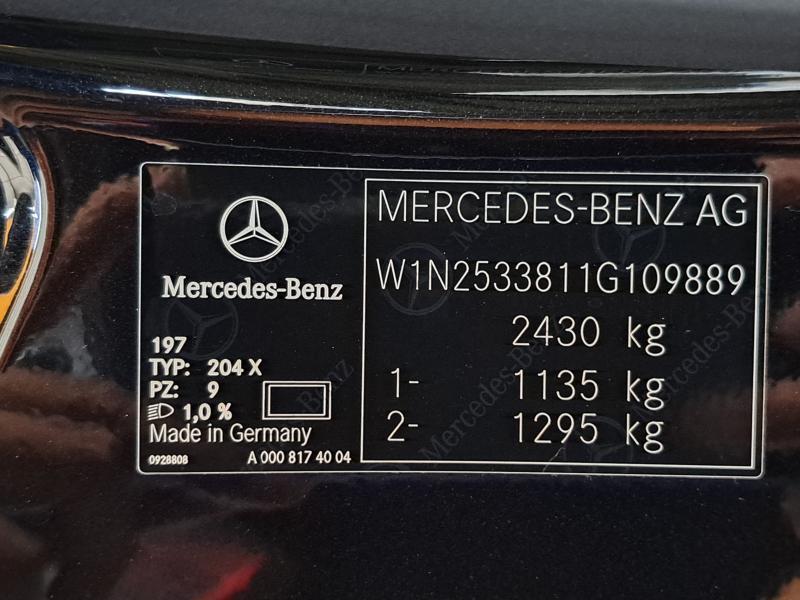 Mercedes-Benz
197
TYP: 204 X
PZ: 9
1,0 %
Made in Germany
0928808
A 000 817 40 04
MERCEDES-BENZ AG
W1N2533811G109889
2430 kg
1- 1135 kg
2- 1295 kg